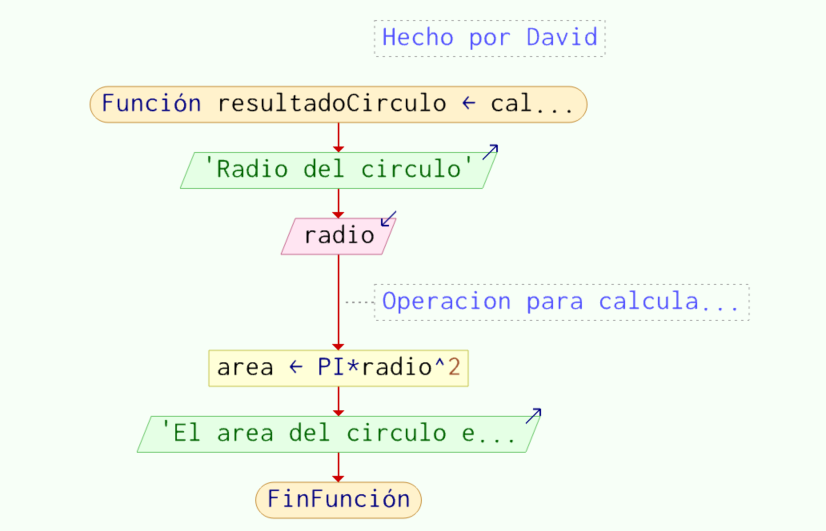 Hecho por David
Función resultadoCirculo ← cal...
'Radio del circulo'
radio
Operacion para calcula...
area ← PI*radio^2
'El area del circulo e...
FinFunción